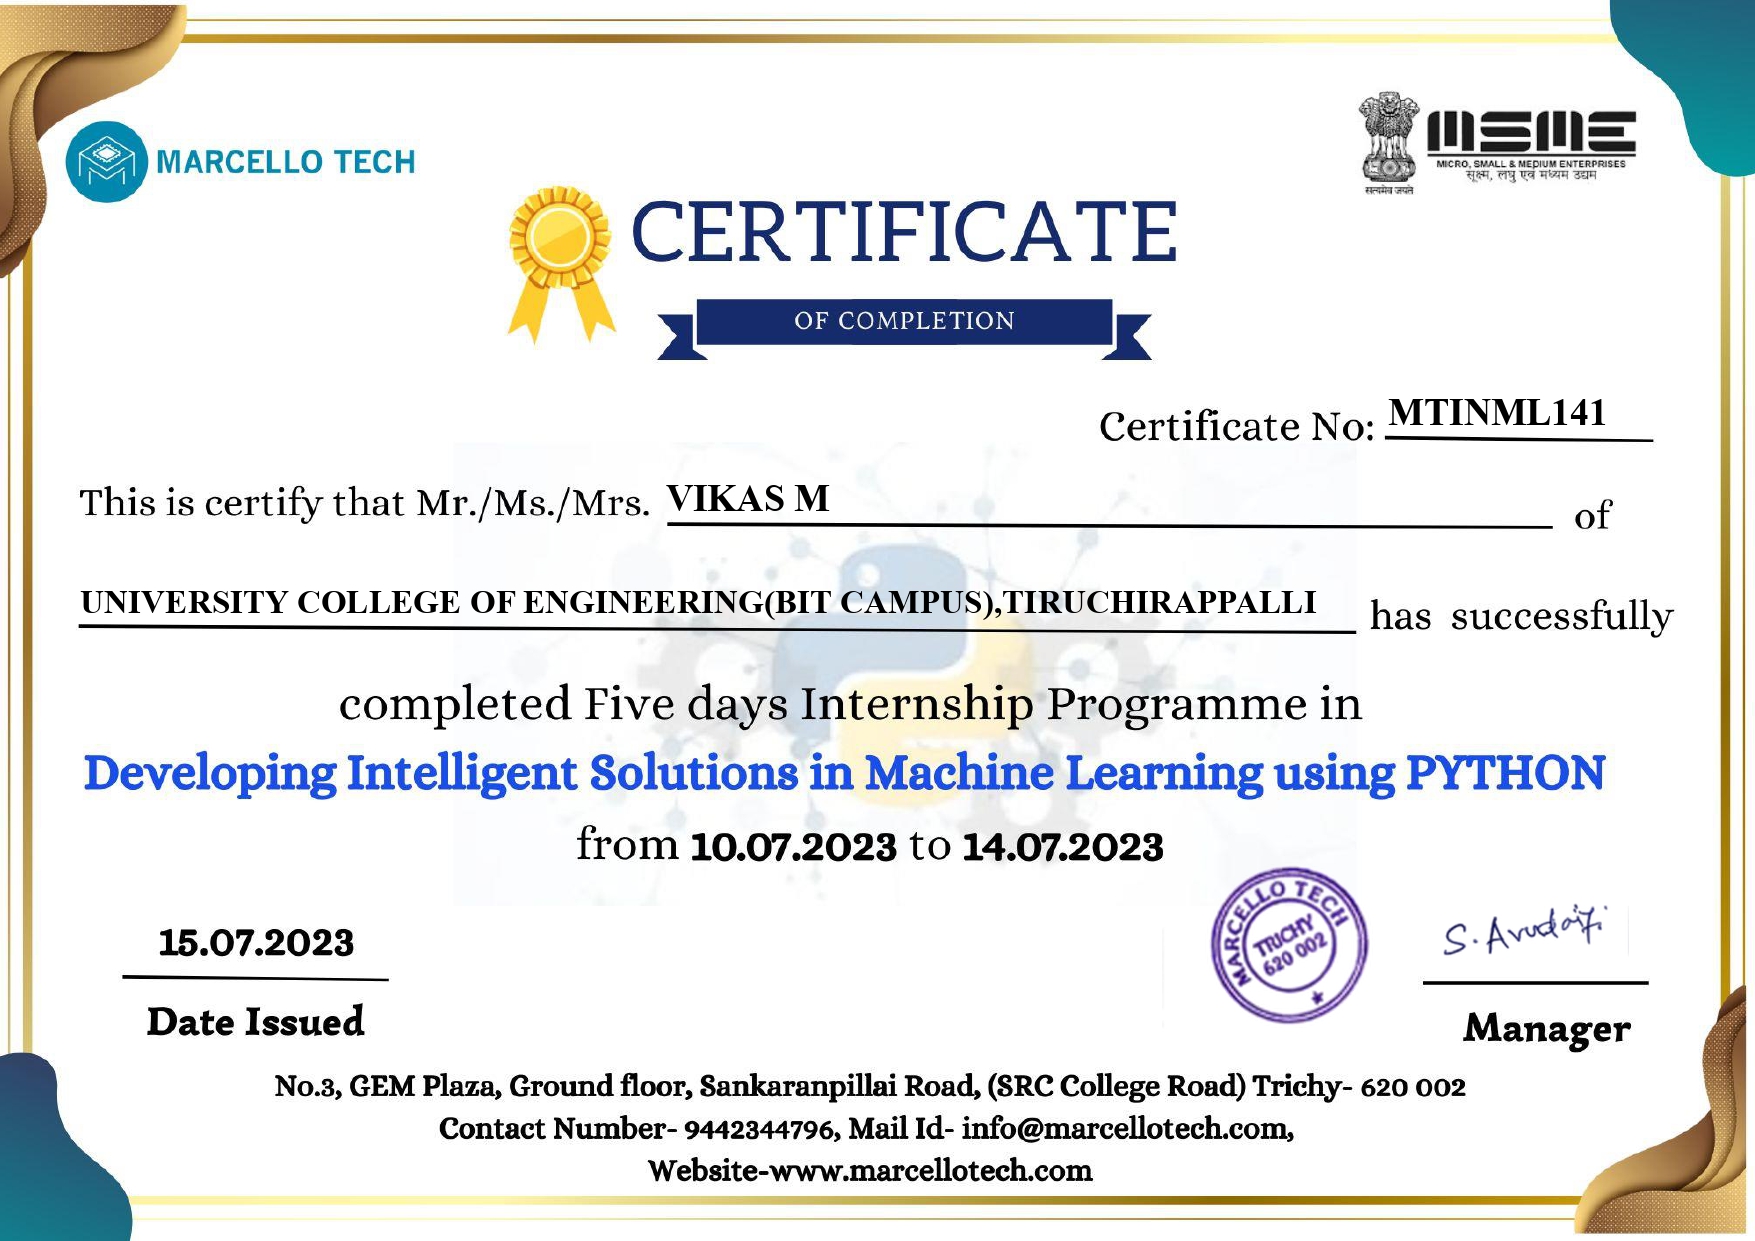 MARCELLO TECH
MSME
MICRO, SMALL & MEDIUM ENTERPRISES
सूक्ष्म, लघु एवं मध्यम उद्यम
सत्यमेव जयते
CERTIFICATE
OF COMPLETION
Certificate No: MTINML141
This is certify that Mr./Ms./Mrs. VIKAS M of
UNIVERSITY COLLEGE OF ENGINEERING(BIT CAMPUS),TIRUCHIRAPPALLI has successfully
completed Five days Internship Programme in
Developing Intelligent Solutions in Machine Learning using PYTHON
from 10.07.2023 to 14.07.2023
15.07.2023
Date Issued
MARCELLO TECH
TRICHY
620 002
Manager
No.3, GEM Plaza, Ground floor, Sankaranpillai Road, (SRC College Road) Trichy- 620 002
Contact Number- 9442344796, Mail Id- info@marcellotech.com,
Website-www.marcellotech.com